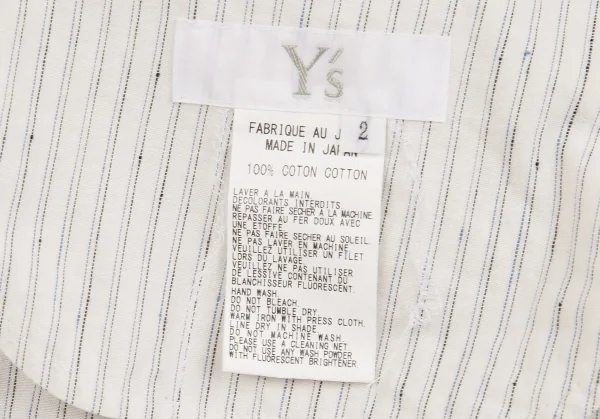 Y's
2
FABRIQUE AU J
MADE IN JAPAN
100% COTON COTTON
LAVER A LA MAIN
DECOLORANTS INTERDITS
NE PAS FAIRE SECHER A LA MACHINE
REPASSER AU FER DOUX AVEC
UNE ETOFFE
NE PAS FAIRE SECHER AU SOLEIL
NE PAS LAVER EN MACHINE
VEUILLEZ UTILISER UN FILET
LORS DU LAVAGE
VEUILLEZ NE PAS UTILISER
DE LESSIVE CONTENANT DU
BLANCHISSEUR FLUORESCENT
HAND WASH
DO NOT BLEACH
DO NOT TUMBLE DRY
WARM IRON WITH PRESS CLOTH.
LINE DRY IN SHADE
DO NOT MACHINE WASH
PLEASE USE A CLEANING NET
DO NOT USE ANY WASH POWDER
WITH FLUORESCENT BRIGHTENER.